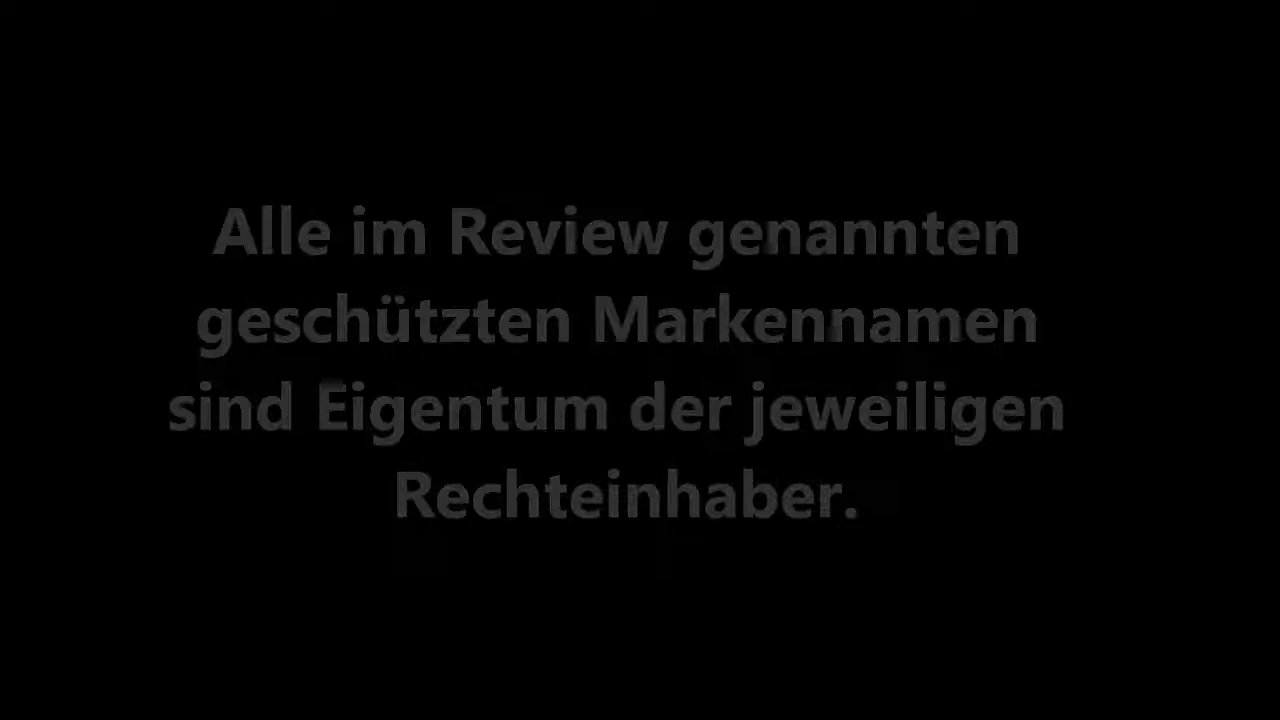 Alle im Review genannten
geschützten Markennamen
sind Eigentum der jeweiligen
Rechteinhaber.